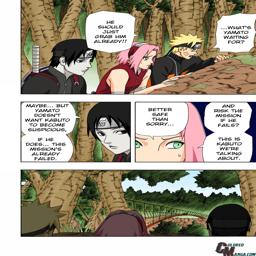 ...WHAT'S
YAMATO
WAITING
FOR?
HE
SHOULD
JUST
GRAB HIM
ALREADY!!
AND
RISK THE
MISSION
IF HE
FAILS?
THIS IS
KABUTO
WE'RE
TALKING
ABOUT.
BETTER
SAFE
THAN
SORRY...
MAYBE... BUT
YAMATO
DOESN'T
WANT KABUTO
TO BECOME
SUSPICIOUS,
IF HE
DOES... THIS
MISSION'S
ALREADY
FAILED.
COLORED
MANGA.COM